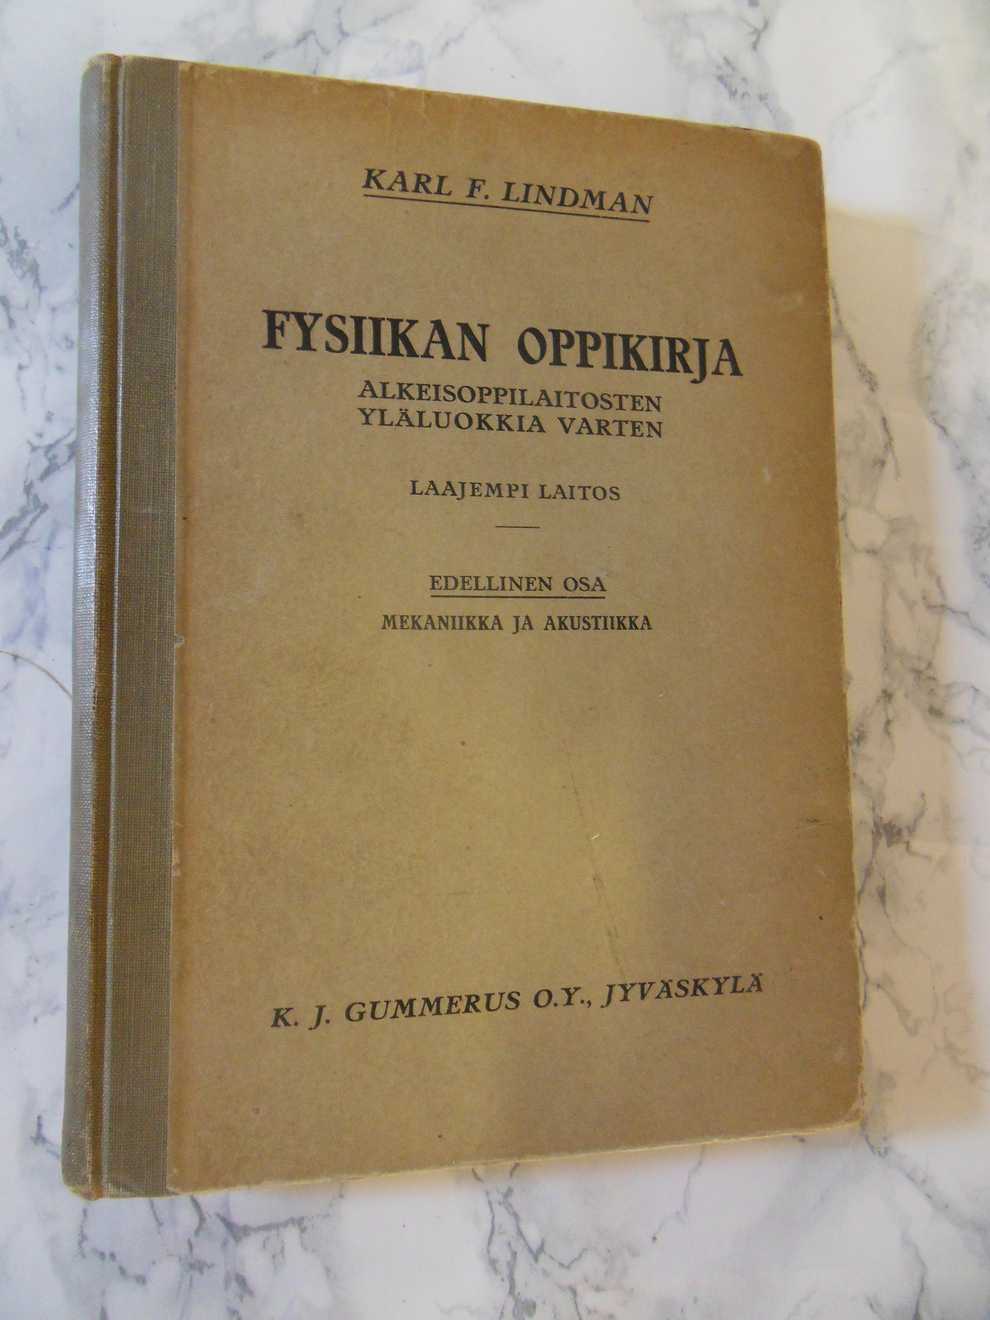 KARL F. LINDMAN
FYSIIKAN OPPIKIRJA
ALKEISOPPILAITOSTEN
YLÄLUOKKIA VARTEN
LAAJEMPI LAITOS
EDELLINEN OSA
MEKANIIKKA JA AKUSTIIKKA
K. J. GUMMERUS O.Y., JYVÄSKYLÄ